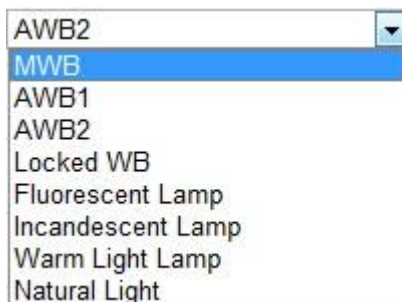 AWB2
MWB
AWB1
AWB2
Locked WB
Fluorescent Lamp
Incandescent Lamp
Warm Light Lamp
Natural Light